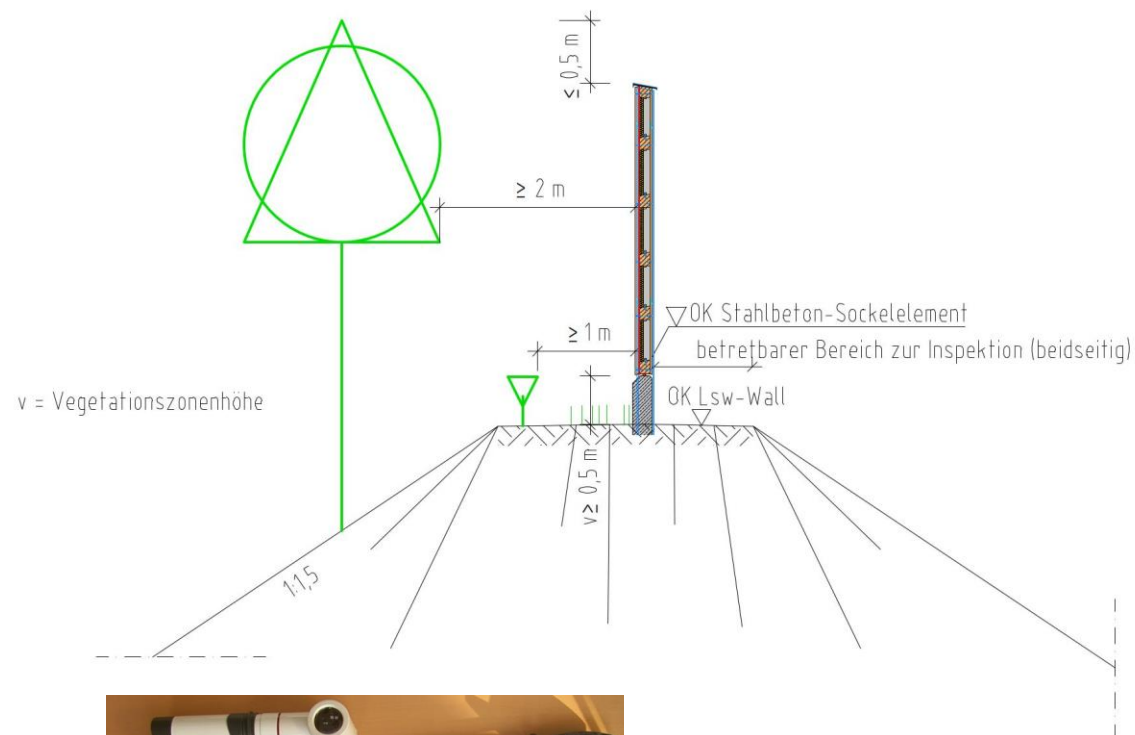 ≤ 0,5 m
≥ 2 m
OK Stahlbeton-Sockelelement
≥ 1 m
betretbarer Bereich zur Inspektion (beidseitig)
v = Vegetationszonenhöhe
OK Lsw-Wall
v≥ 0,5 m
1:1,5